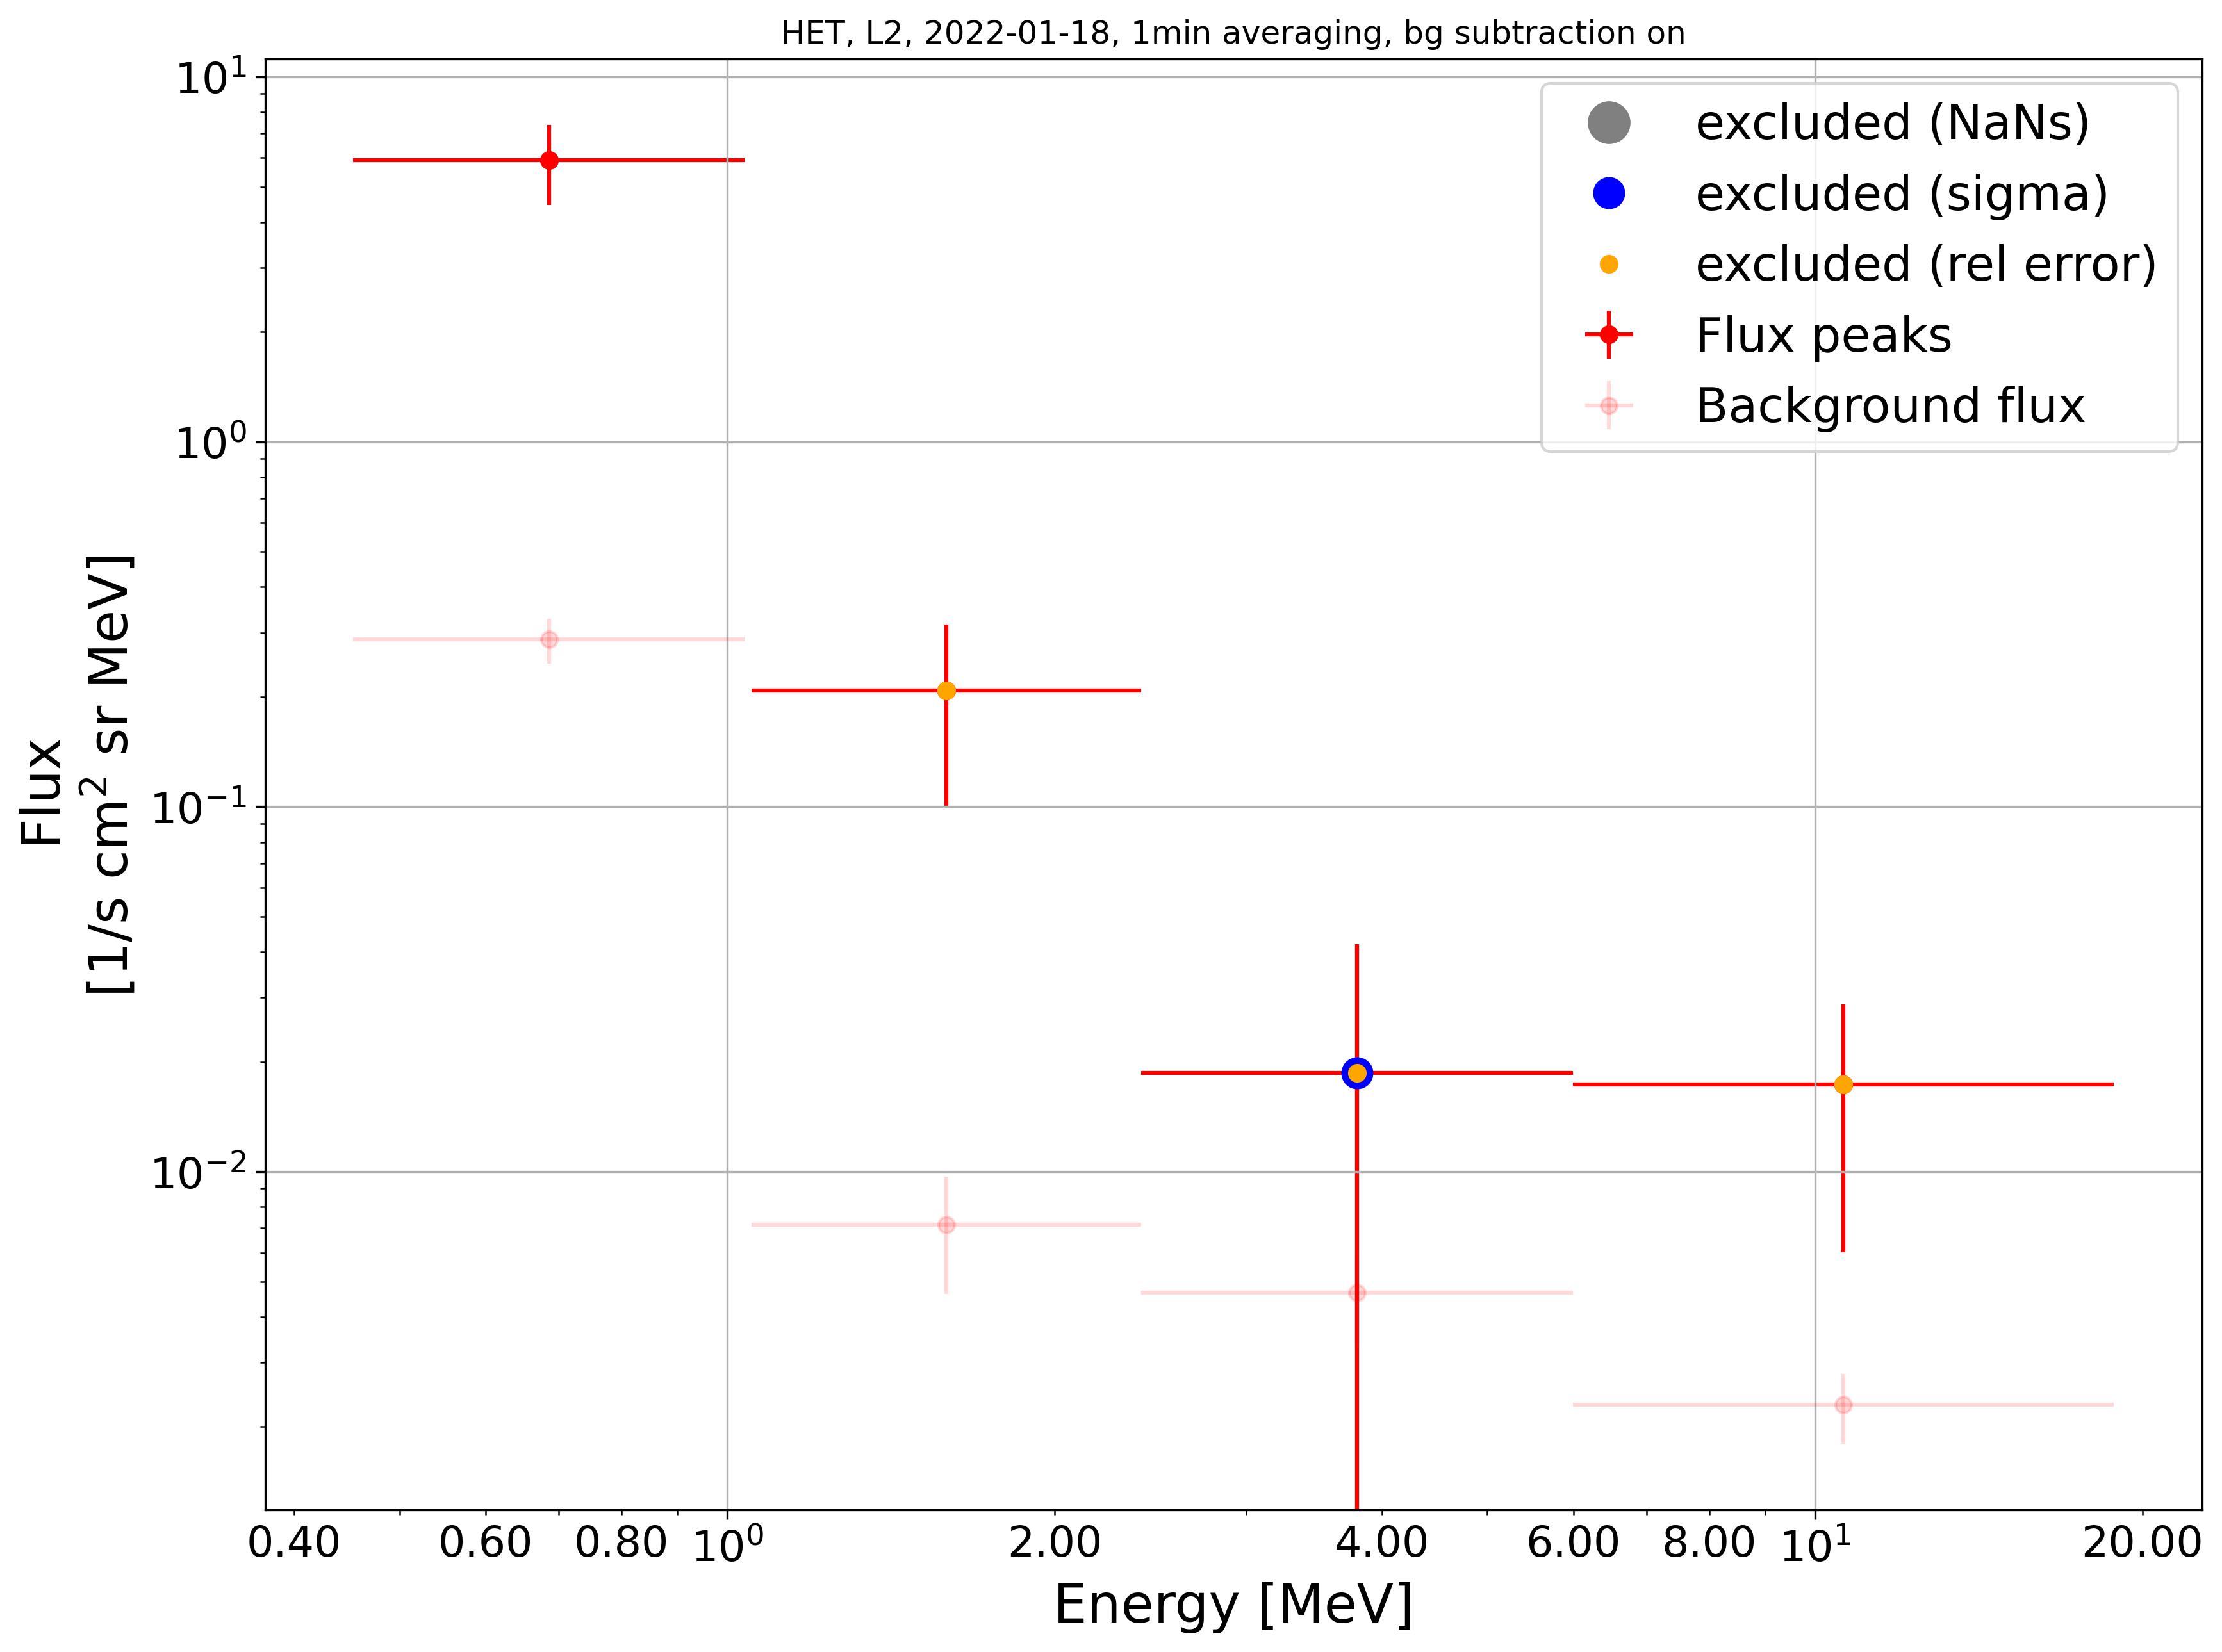 HET, L2, 2022-01-18, 1min averaging, bg subtraction on
10¹
10⁰
10⁻¹
10⁻²
Flux
[1/s cm² sr MeV]
excluded (NaNs)
excluded (sigma)
excluded (rel error)
Flux peaks
Background flux
0.40 0.60 0.80 10⁰ 2.00 4.00 6.00 8.00 10¹ 20.00
Energy [MeV]